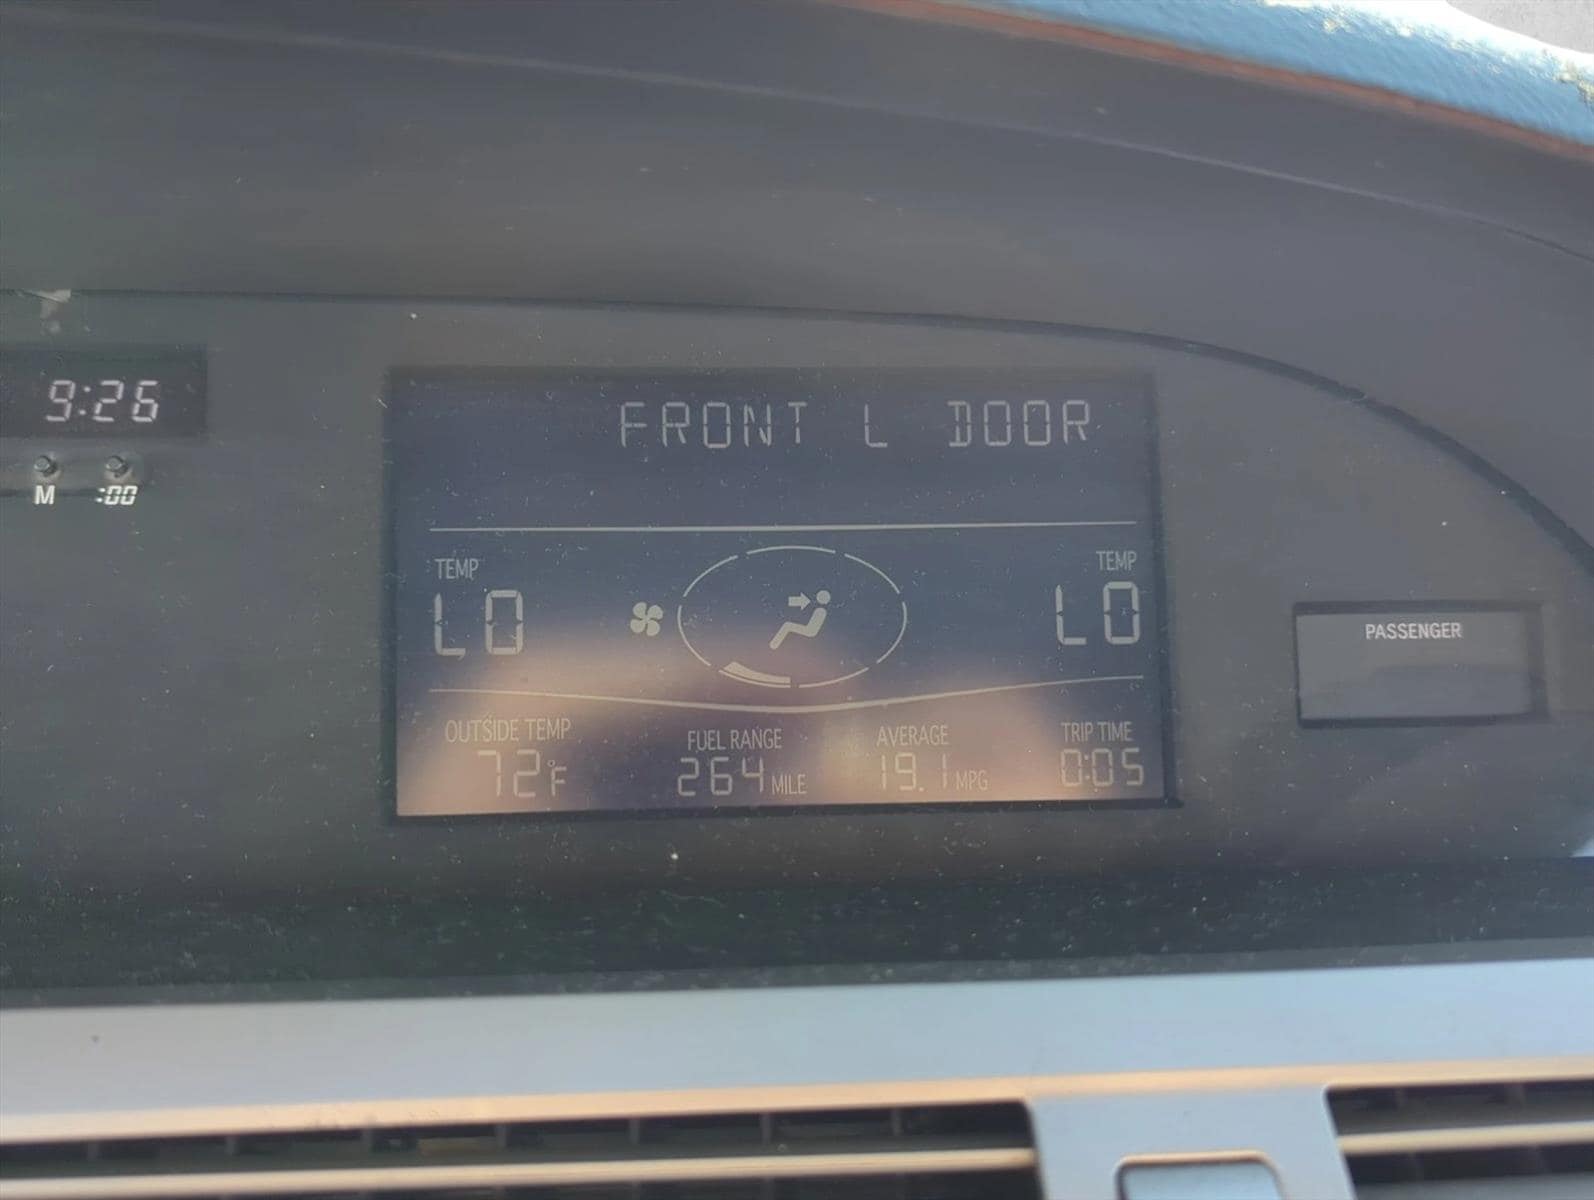 9:26
M :00
FRONT L DOOR
TEMP
LO
TEMP
LO
PASSENGER
OUTSIDE TEMP
72°F
FUEL RANGE
264 MILE
AVERAGE
19.1 MPG
TRIP TIME
0:05